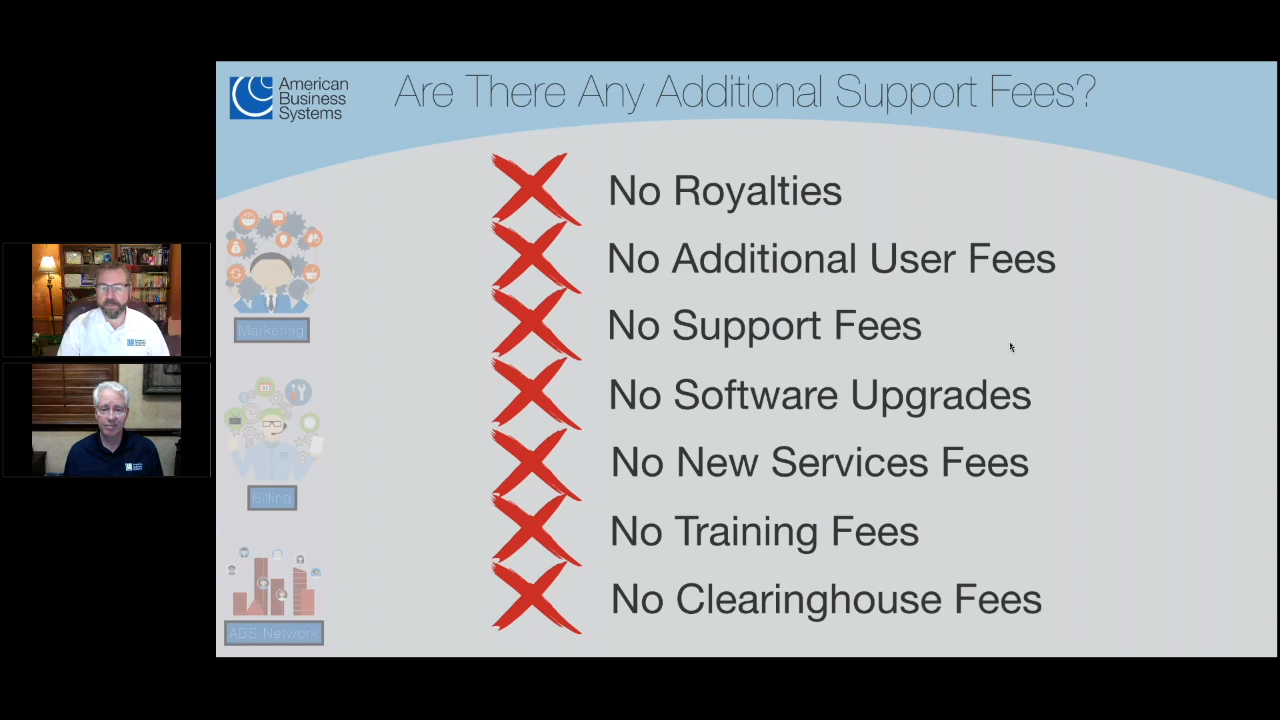 American
Business
Systems
Are There Any Additional Support Fees?
No Royalties
No Additional User Fees
No Support Fees
No Software Upgrades
No New Services Fees
No Training Fees
No Clearinghouse Fees
Marketing
Billing
ABS Network